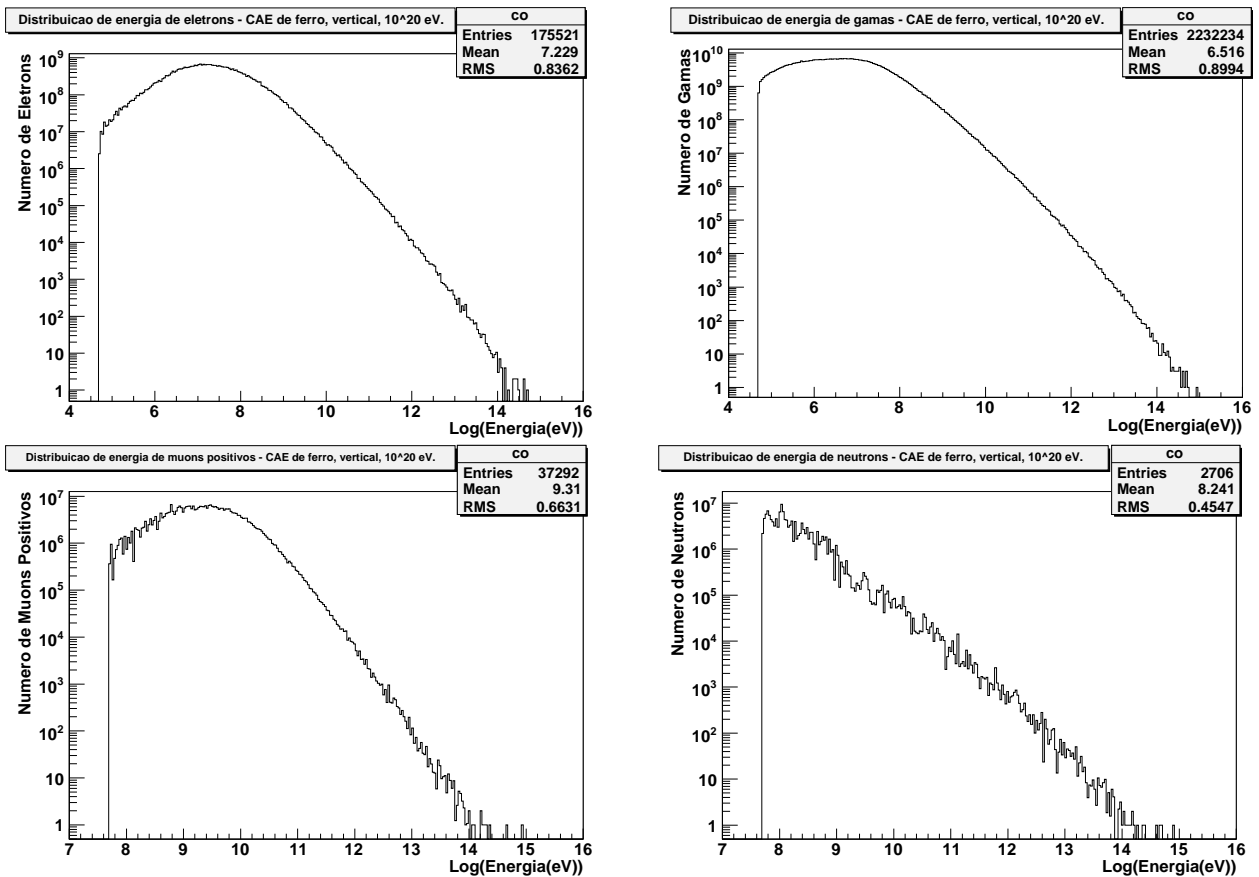 Distribuicao de energia de eletrons - CAE de ferro, vertical, 10^20 eV.
co
Entries 175521
Mean 7.229
RMS 0.8362
Numero de Eletrons
10^9
10^8
10^7
10^6
10^5
10^4
10^3
10^2
10
1
4 6 8 10 12 14 16
Log(Energia(eV))
Distribuicao de energia de gamas - CAE de ferro, vertical, 10^20 eV.
co
Entries 2232234
Mean 6.516
RMS 0.8994
Numero de Gamas
10^10
10^9
10^8
10^7
10^6
10^5
10^4
10^3
10^2
10
1
4 6 8 10 12 14 16
Log(Energia(eV))
Distribuicao de energia de muons positivos - CAE de ferro, vertical, 10^20 eV.
co
Entries 37292
Mean 9.31
RMS 0.6631
Numero de Muons Positivos
10^7
10^6
10^5
10^4
10^3
10^2
10
1
7 8 9 10 11 12 13 14 15 16
Log(Energia(eV))
Distribuicao de energia de neutrons - CAE de ferro, vertical, 10^20 eV.
co
Entries 2706
Mean 8.241
RMS 0.4547
Numero de Neutrons
10^7
10^6
10^5
10^4
10^3
10^2
10
1
7 8 9 10 11 12 13 14 15 16
Log(Energia(eV))